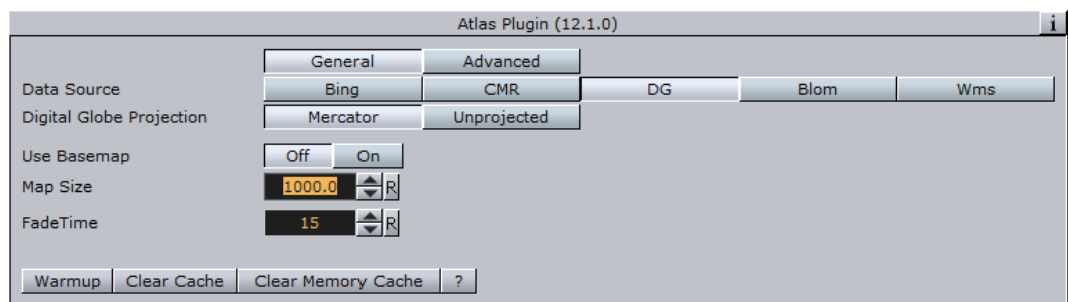 Atlas Plugin (12.1.0) i
General Advanced
Data Source Bing CMR DG Blom Wms
Digital Globe Projection Mercator Unprojected
Use Basemap Off On
Map Size 1000.0 R
FadeTime 15 R
Warmup Clear Cache Clear Memory Cache ?